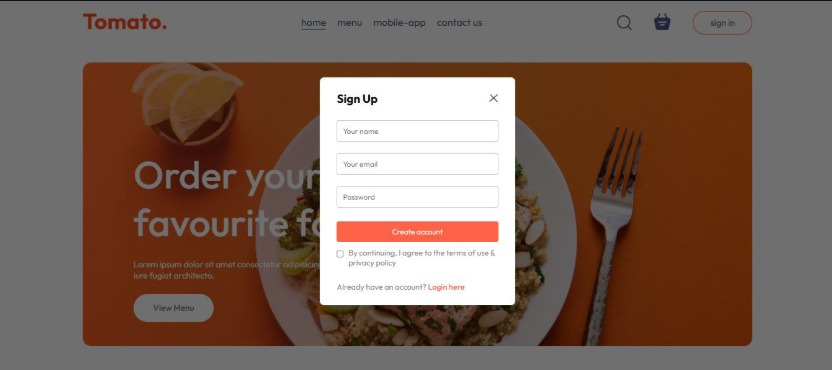 Tomato.
home menu mobile-app contact us
sign in
Sign Up
Your name
Your email
Password
Create account
By continuing, I agree to the terms of use &
privacy policy
Already have an account? Login here
Order your
favourite fo
Lorem ipsum dolor sit amet consectetur adipisicing
iure fugiat architecto.
View Menu